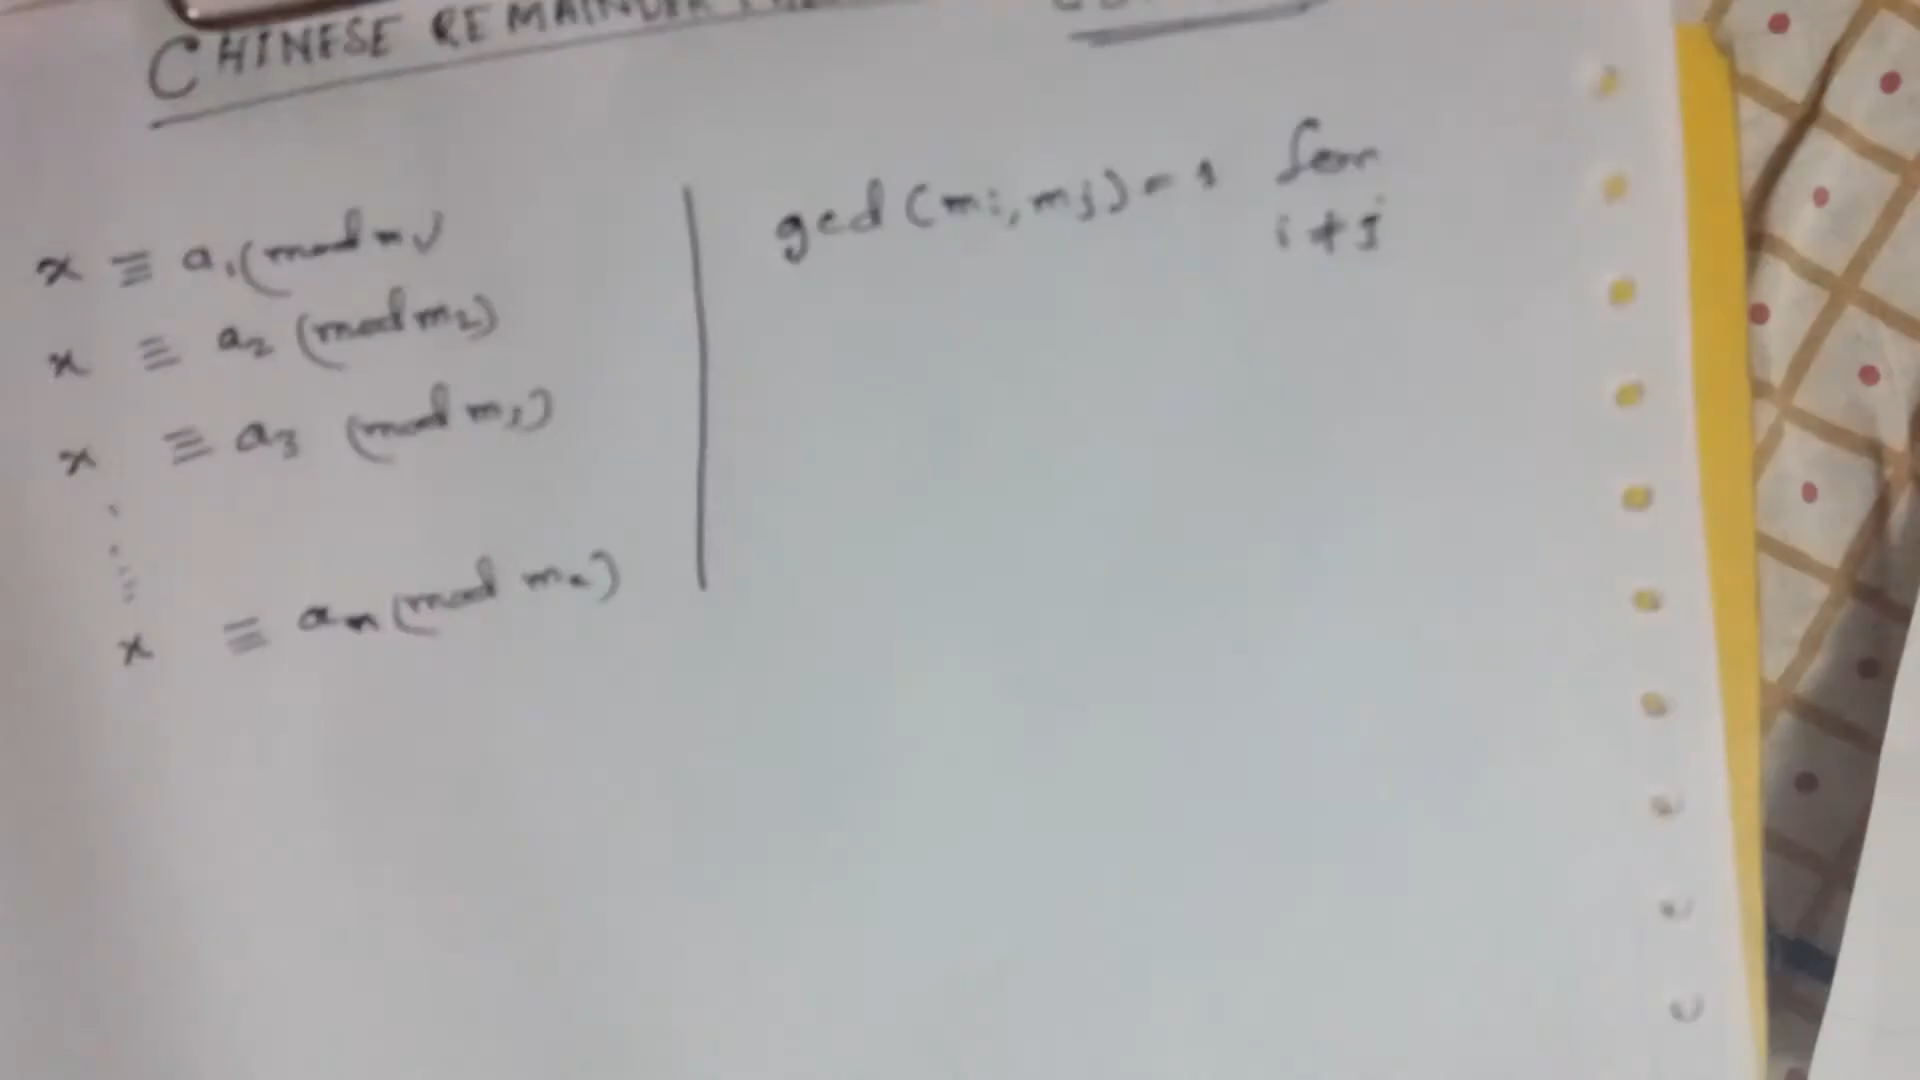 CHINESE REMAINDER
x ≡ a₁ (mod m₁)
x ≡ a₂ (mod m₂)
x ≡ a₃ (mod m₃)
x ≡ aₙ (mod mₙ)
gcd (mi, mj) = 1 for
i ≠ j